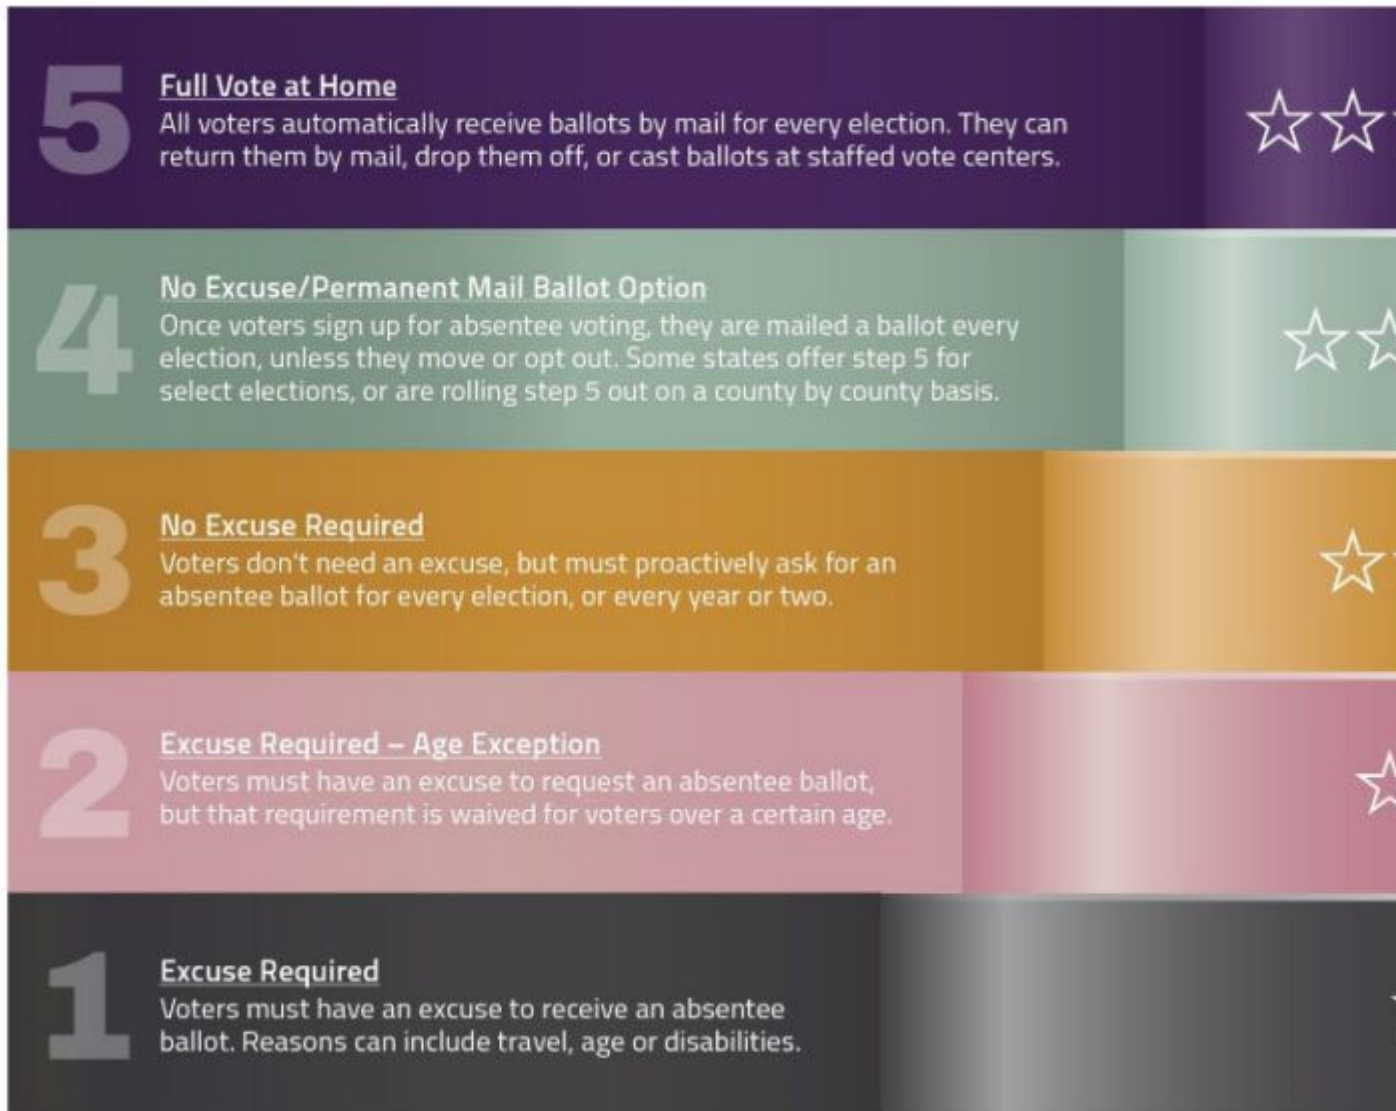 5
Full Vote at Home
All voters automatically receive ballots by mail for every election. They can
return them by mail, drop them off, or cast ballots at staffed vote centers.
4
No Excuse/Permanent Mail Ballot Option
Once voters sign up for absentee voting, they are mailed a ballot every
election, unless they move or opt out. Some states offer step 5 for
select elections, or are rolling step 5 out on a county by county basis.
3
No Excuse Required
Voters don't need an excuse, but must proactively ask for an
absentee ballot for every election, or every year or two.
2
Excuse Required – Age Exception
Voters must have an excuse to request an absentee ballot,
but that requirement is waived for voters over a certain age.
1
Excuse Required
Voters must have an excuse to receive an absentee
ballot. Reasons can include travel, age or disabilities.